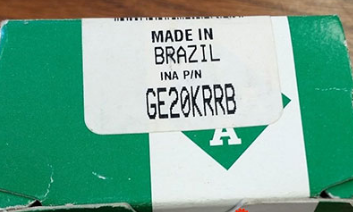 MADE IN
BRAZIL
INA P/N
GE20KRRB
A